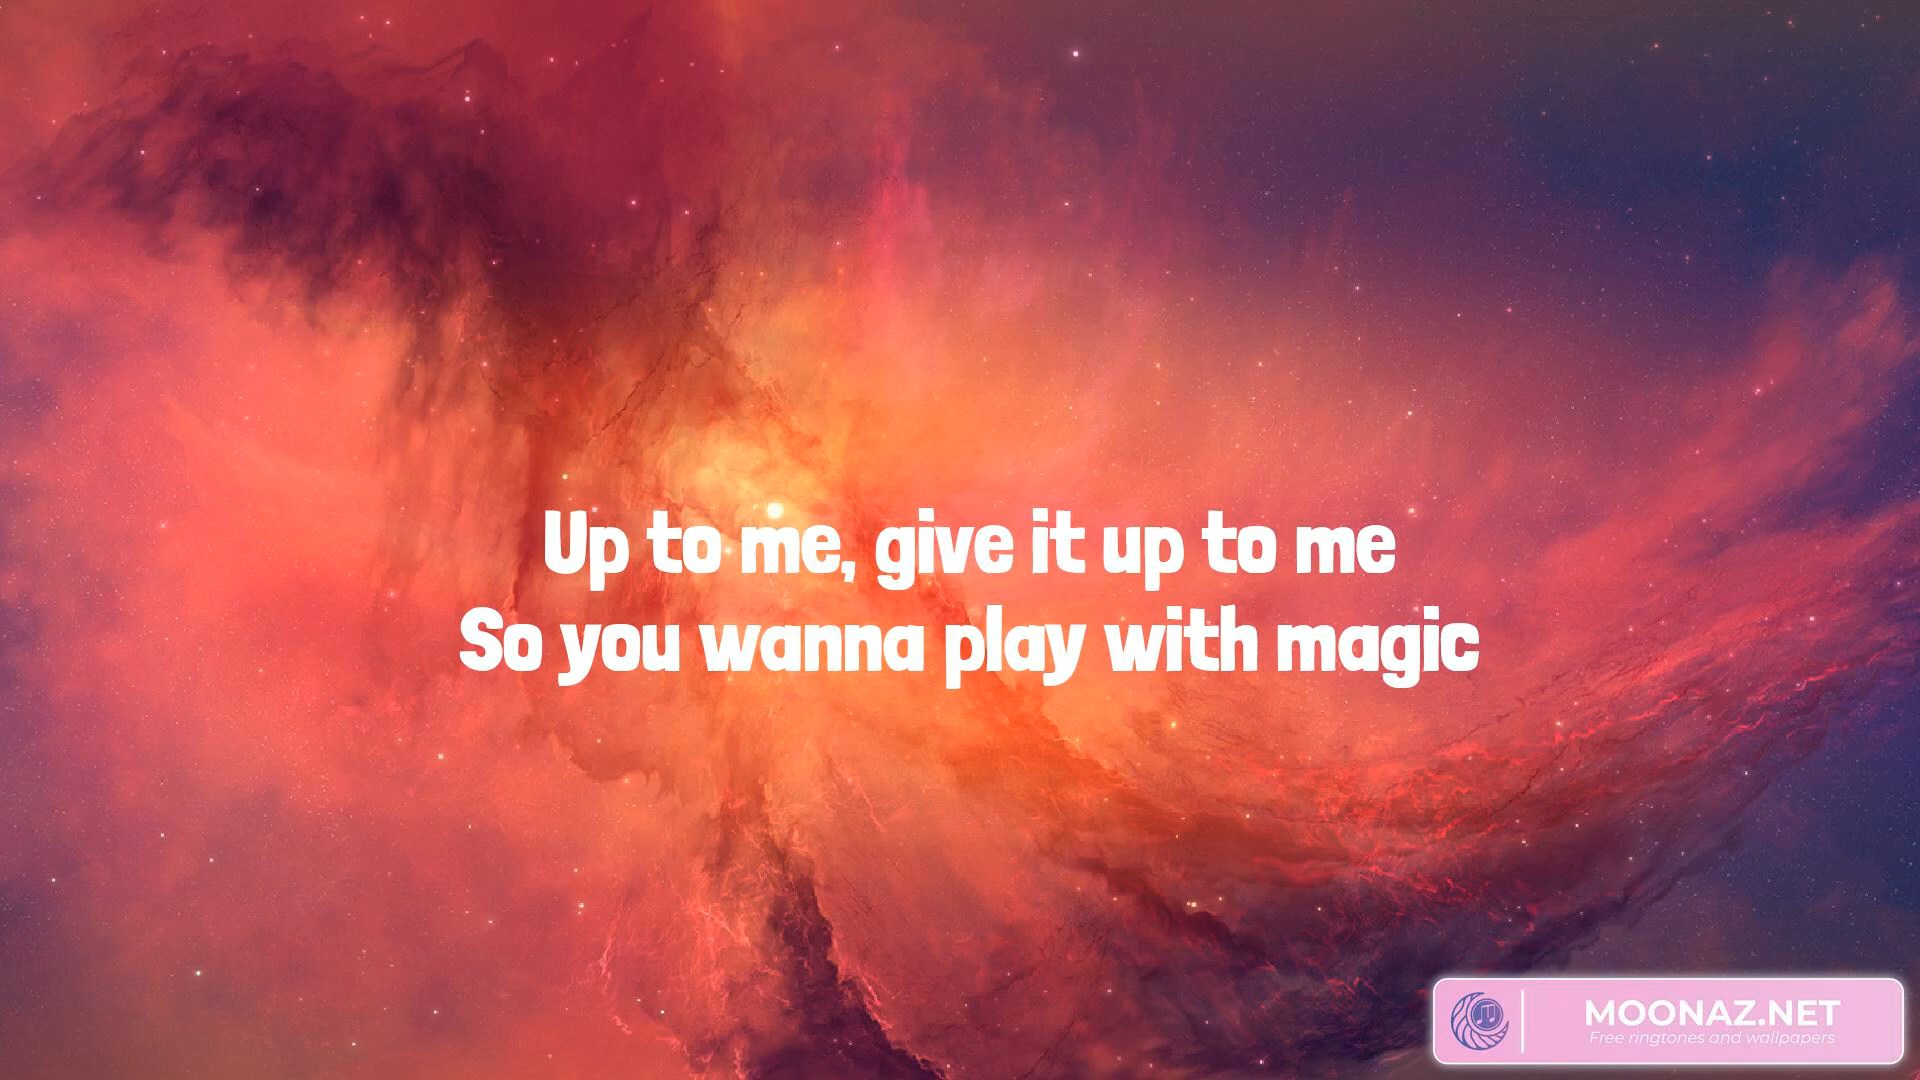 Up to me, give it up to me
So you wanna play with magic
MOONAZ.NET
Free ringtones and wallpapers